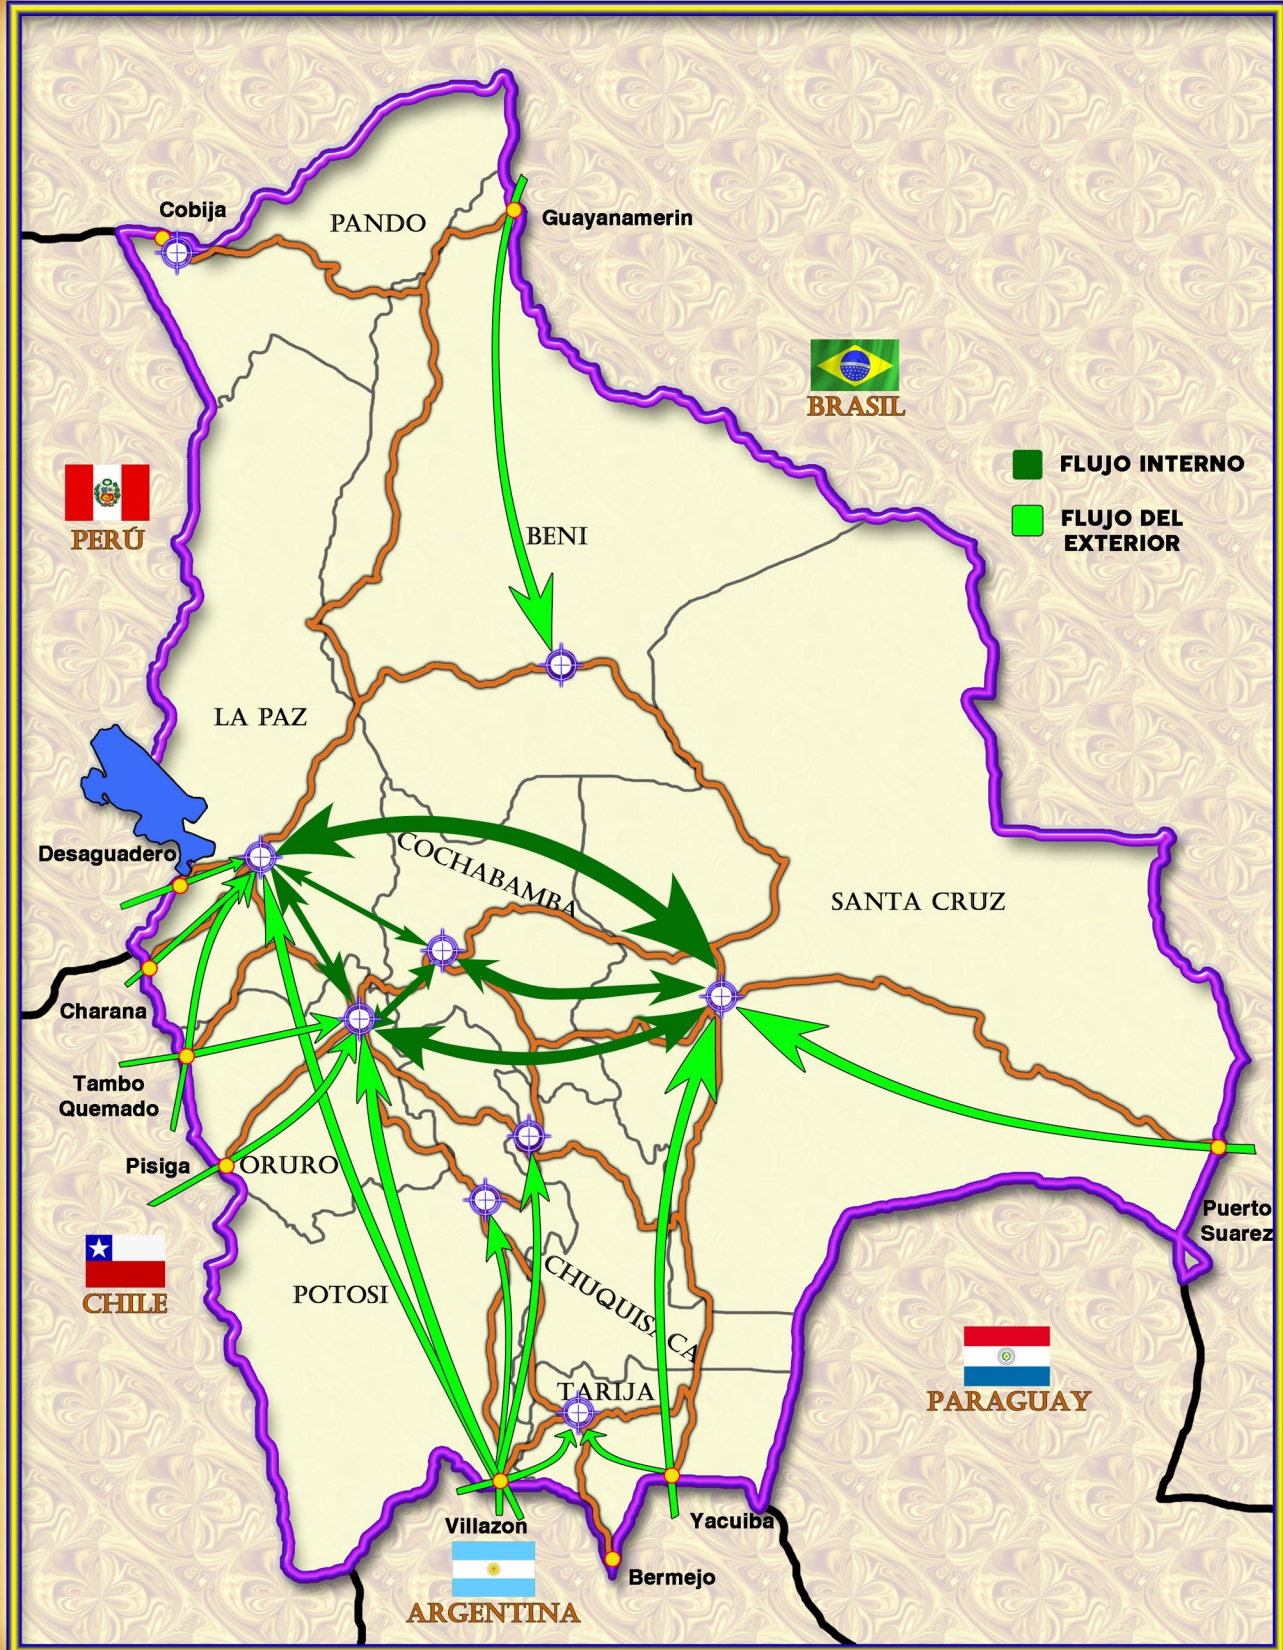 Cobija
PANDO
Guayanamerin
BRASIL
FLUJO INTERNO
FLUJO DEL
EXTERIOR
PERÚ
BENI
LA PAZ
Desaguadero
COCHABAMBA
SANTA CRUZ
Charana
Tambo
Quemado
Pisiga
ORURO
Puerto
Suarez
CHILE
POTOSI
CHUQUISACA
TARIJA
PARAGUAY
Villazon
Yacuiba
Bermejo
ARGENTINA